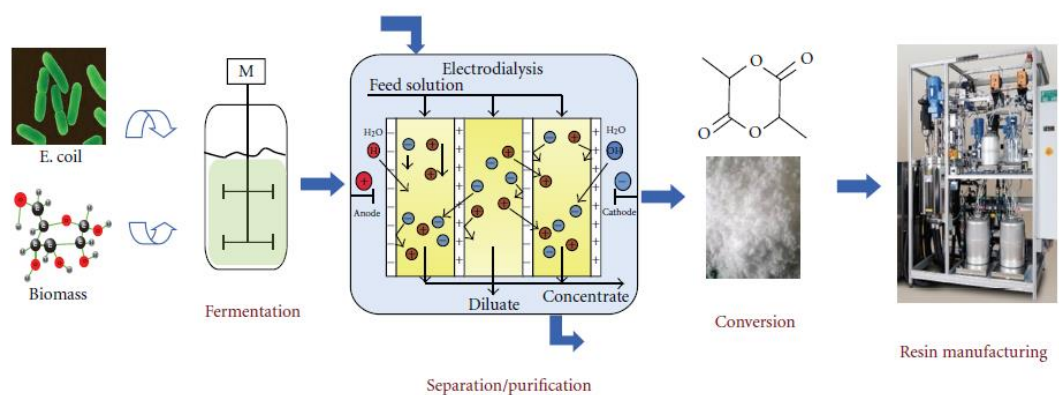 E. coil
Biomass
M
Fermentation
Electrodialysis
Feed solution
H2O
H
+
Anode
H2O
OH
−
Cathode
Diluate
Concentrate
Separation/purification
O
O
O
O
Conversion
Resin manufacturing